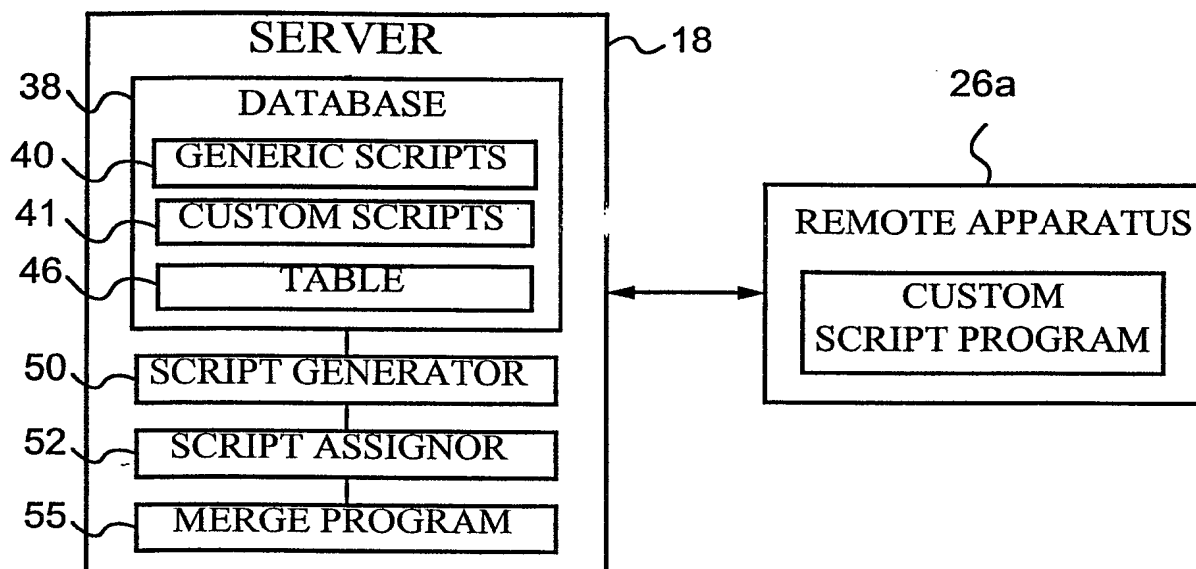 SERVER
18
38
DATABASE
26a
40
GENERIC SCRIPTS
41
CUSTOM SCRIPTS
REMOTE APPARATUS
46
TABLE
CUSTOM
SCRIPT PROGRAM
50
SCRIPT GENERATOR
52
SCRIPT ASSIGNOR
55
MERGE PROGRAM